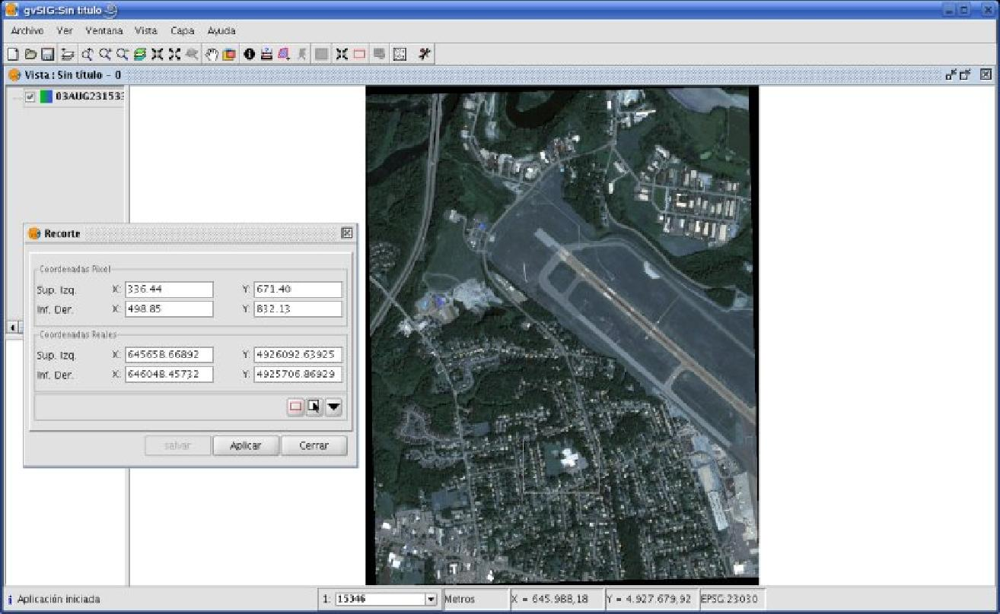 gvSIG:Sin titulo
Archivo Ver Ventana Vista Capa Ayuda
Vista : Sin título - 0
03AUG231533
Recorte
Coordenadas Pixel
Sup. Izq. X: 336.44 Y: 671.40
Inf. Der. X: 498.85 Y: 832.13
Coordenadas Reales
Sup. Izq. X: 645658.66892 Y: 4926092.63925
Inf. Der. X: 646048.45732 Y: 4925706.86929
salvar Aplicar Cerrar
Aplicación iniciada 1: 15346 Metros X = 645.988,18 Y = 4.927.679,92 EPSG:23030